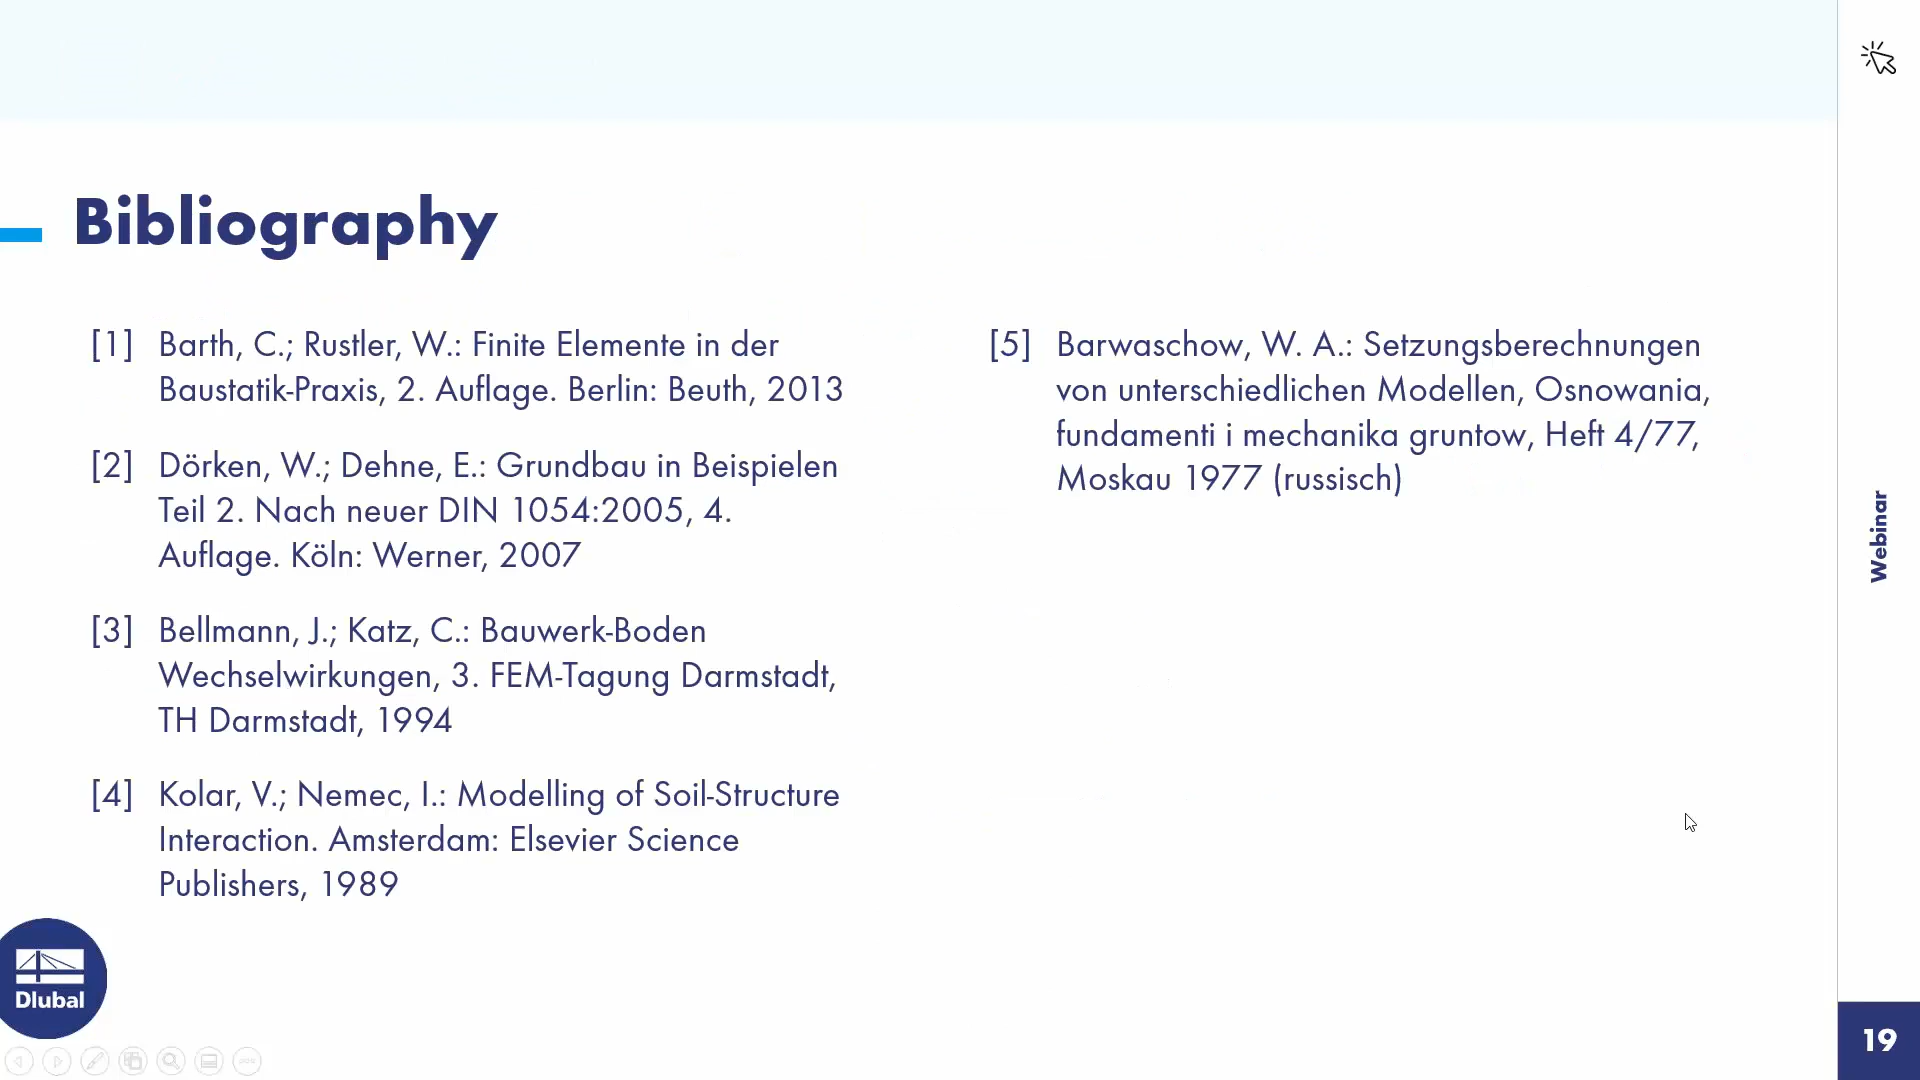 Bibliography
[1] Barth, C.; Rustler, W.: Finite Elemente in der
Baustatik-Praxis, 2. Auflage. Berlin: Beuth, 2013
[2] Dörken, W.; Dehne, E.: Grundbau in Beispielen
Teil 2. Nach neuer DIN 1054:2005, 4.
Auflage. Köln: Werner, 2007
[3] Bellmann, J.; Katz, C.: Bauwerk-Boden
Wechselwirkungen, 3. FEM-Tagung Darmstadt,
TH Darmstadt, 1994
[4] Kolar, V.; Nemec, I.: Modelling of Soil-Structure
Interaction. Amsterdam: Elsevier Science
Publishers, 1989
[5] Barwaschow, W. A.: Setzungsberechnungen
von unterschiedlichen Modellen, Osnowania,
fundamenti i mechanika gruntow, Heft 4/77,
Moskau 1977 (russisch)
Webinar
Dlubal
19